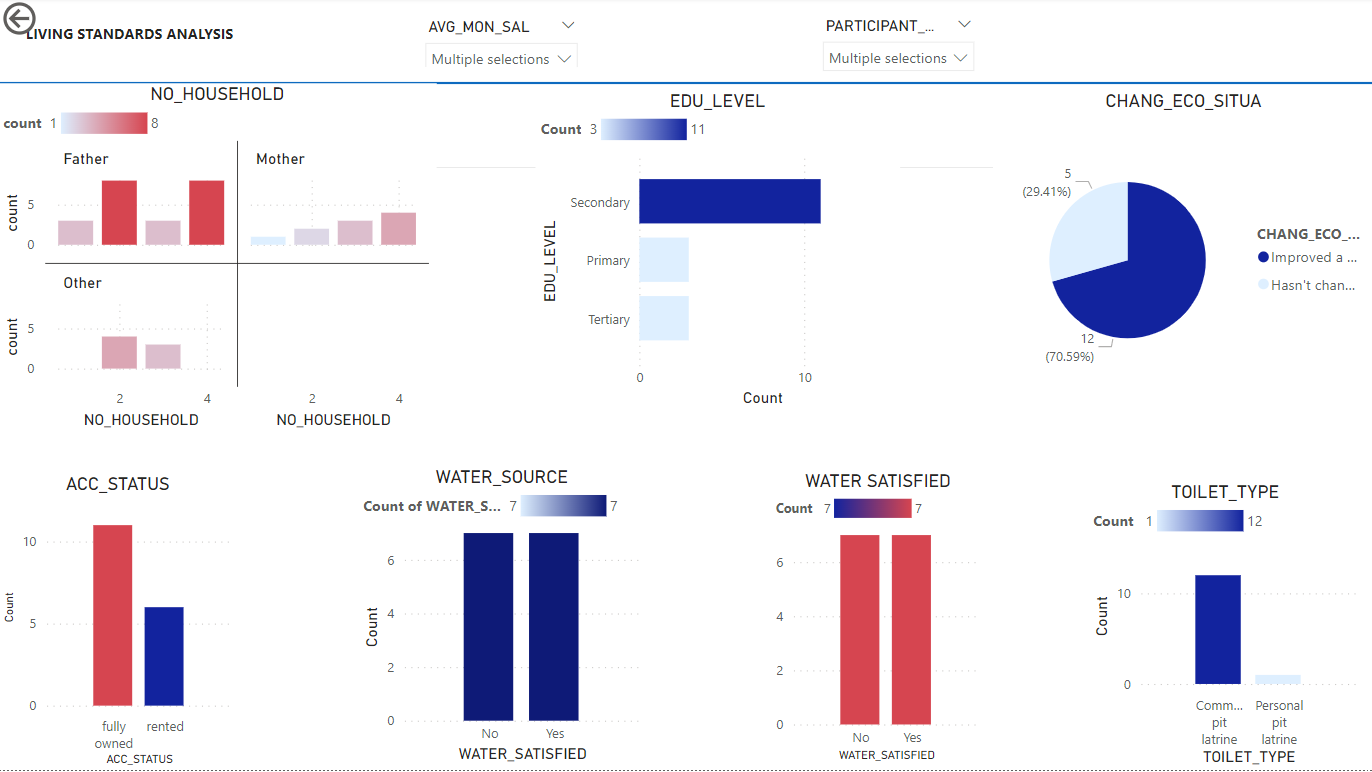 LIVING STANDARDS ANALYSIS
AVG_MON_SAL
Multiple selections
PARTICIPANT_...
Multiple selections
NO_HOUSEHOLD
count 1 8
Father
Mother
count
5
0
Other
count
5
0
2 4
2 4
NO_HOUSEHOLD
NO_HOUSEHOLD
EDU_LEVEL
Count 3 11
EDU_LEVEL
Secondary
Primary
Tertiary
0 10
Count
CHANG_ECO_SITUA
5
(29.41%)
12
(70.59%)
CHANG_ECO_...
Improved a ...
Hasn't chan...
ACC_STATUS
Count
10
5
0
fully
owned
rented
ACC_STATUS
WATER_SOURCE
Count of WATER_S... 7 7
Count
6
4
2
0
No Yes
WATER_SATISFIED
WATER SATISFIED
Count 7 7
6
4
2
0
No Yes
WATER_SATISFIED
TOILET_TYPE
Count 1 12
Count
10
0
Comm...
pit
latrine
Personal
pit
latrine
TOILET_TYPE